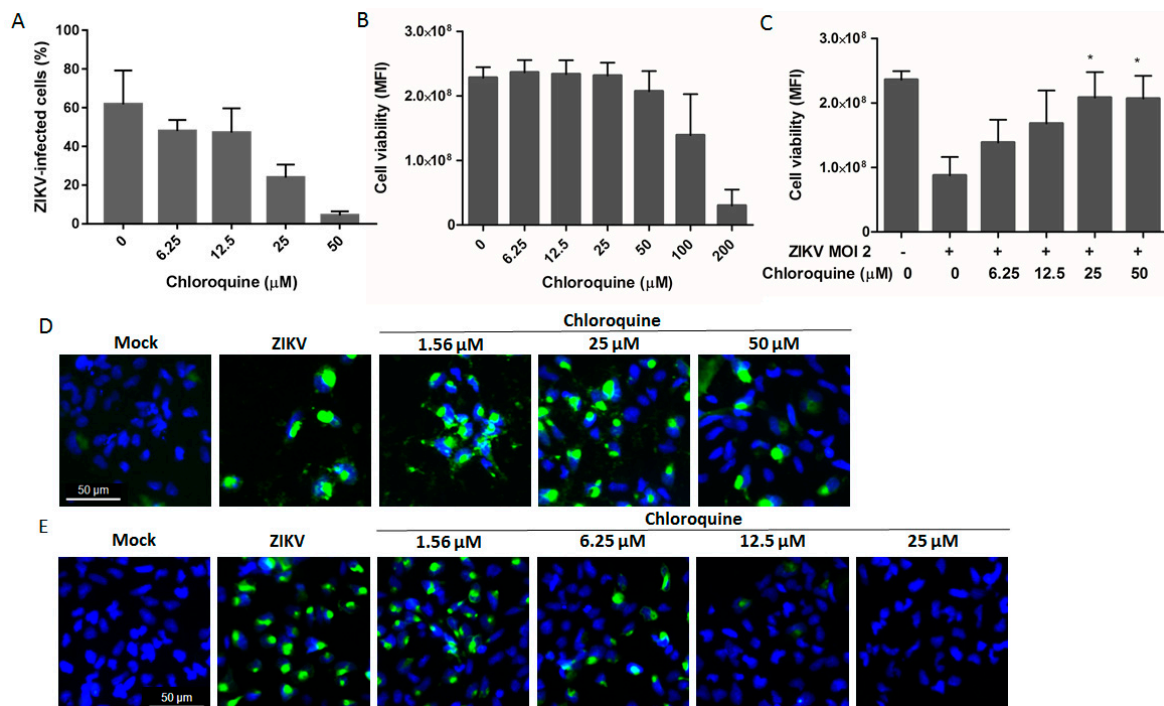 A
ZIKV-infected cells (%)
100
80
60
40
20
0
0 6.25 12.5 25 50
Chloroquine (μM)
B
Cell viability (MFI)
3.0×10⁸
2.0×10⁸
1.0×10⁸
0
0 6.25 12.5 25 50 100 200
Chloroquine (μM)
C
Cell viability (MFI)
3.0×10⁸
2.0×10⁸
1.0×10⁸
0
* *
ZIKV MOI 2 - + + + + +
Chloroquine (μM) 0 0 6.25 12.5 25 50
D
Chloroquine
Mock ZIKV 1.56 μM 25 μM 50 μM
50 μm
E
Chloroquine
Mock ZIKV 1.56 μM 6.25 μM 12.5 μM 25 μM
50 μm